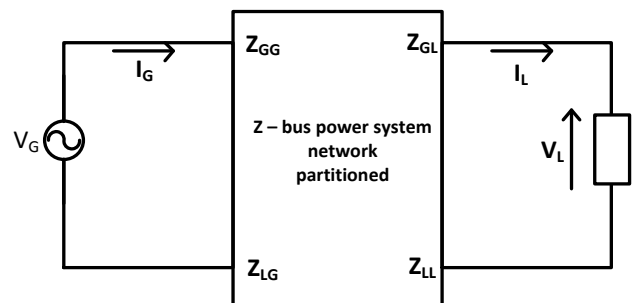 Z_GG
Z_GL
I_G
I_L
Z – bus power system
network
partitioned
V_G
V_L
Z_LG
Z_LL